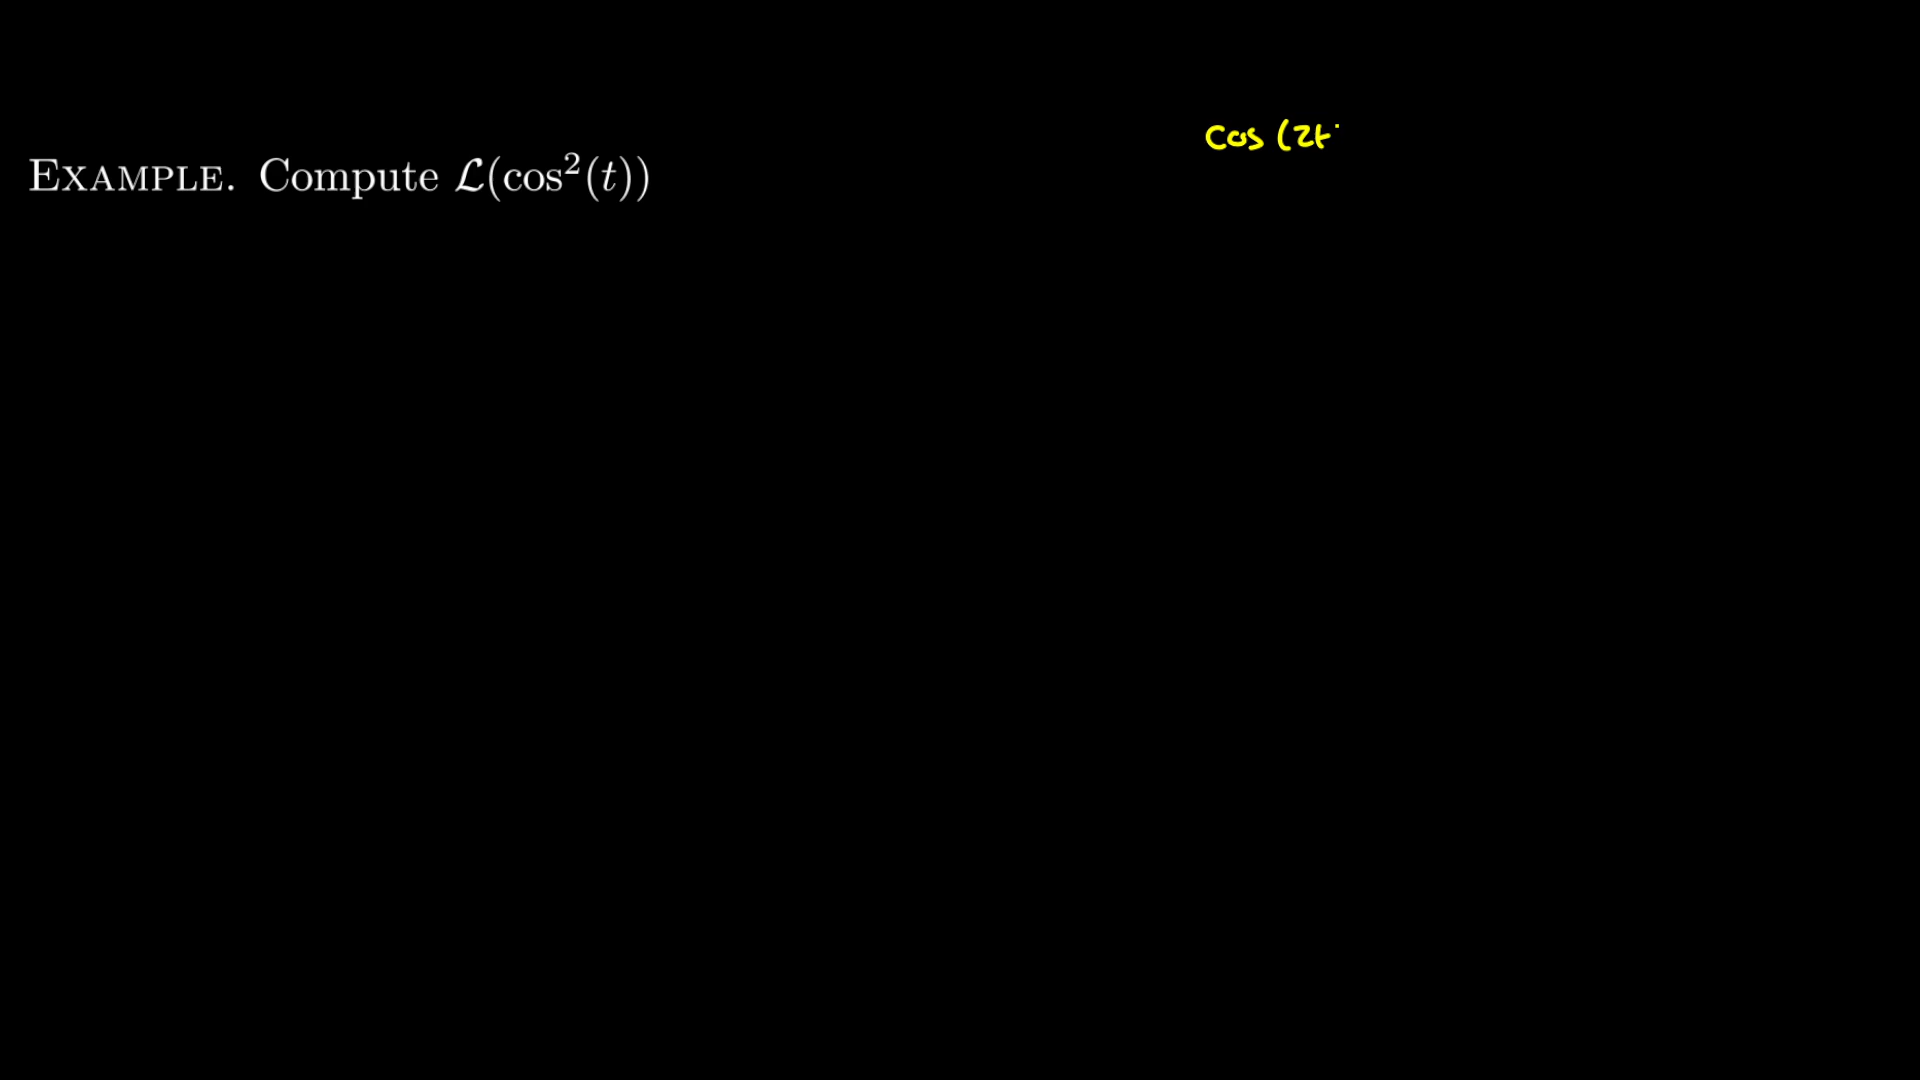 cos (2t
EXAMPLE. Compute ℒ(cos²(t))